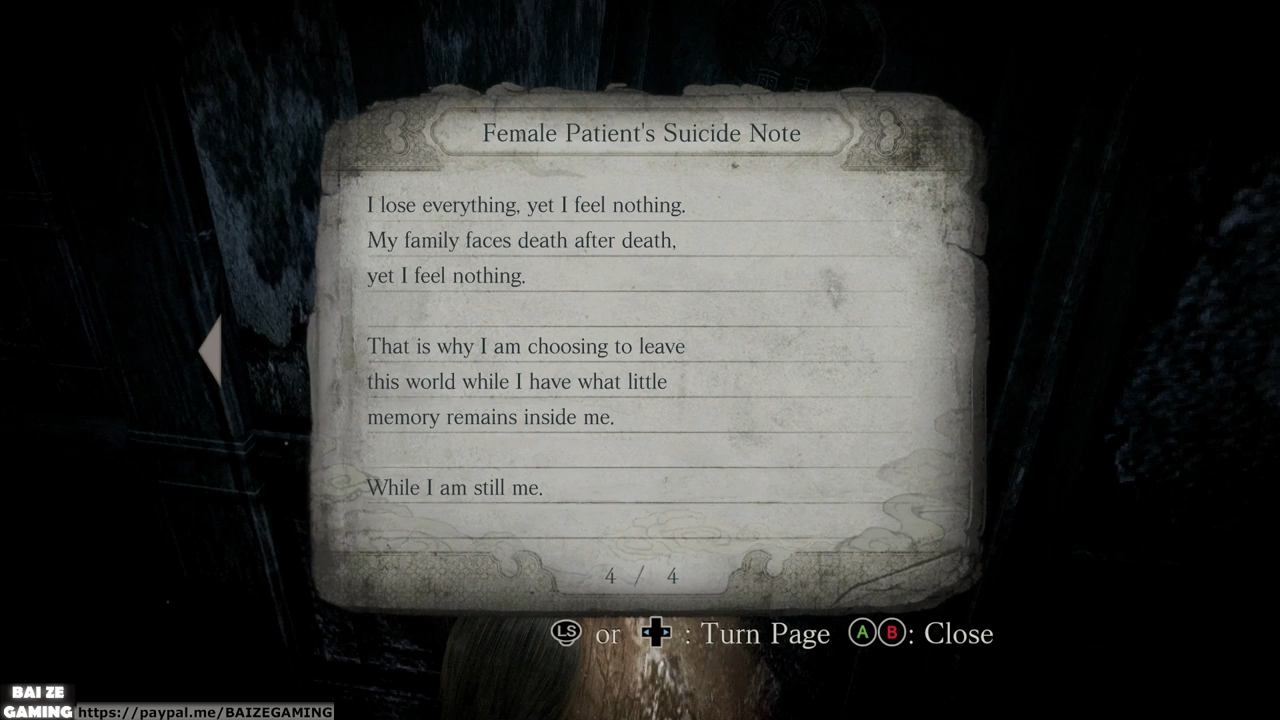 Female Patient's Suicide Note
I lose everything, yet I feel nothing.
My family faces death after death,
yet I feel nothing.
That is why I am choosing to leave
this world while I have what little
memory remains inside me.
While I am still me.
4 / 4
LS or : Turn Page A B : Close
BAI ZE
GAMING https://paypal.me/BAIZEGAMING